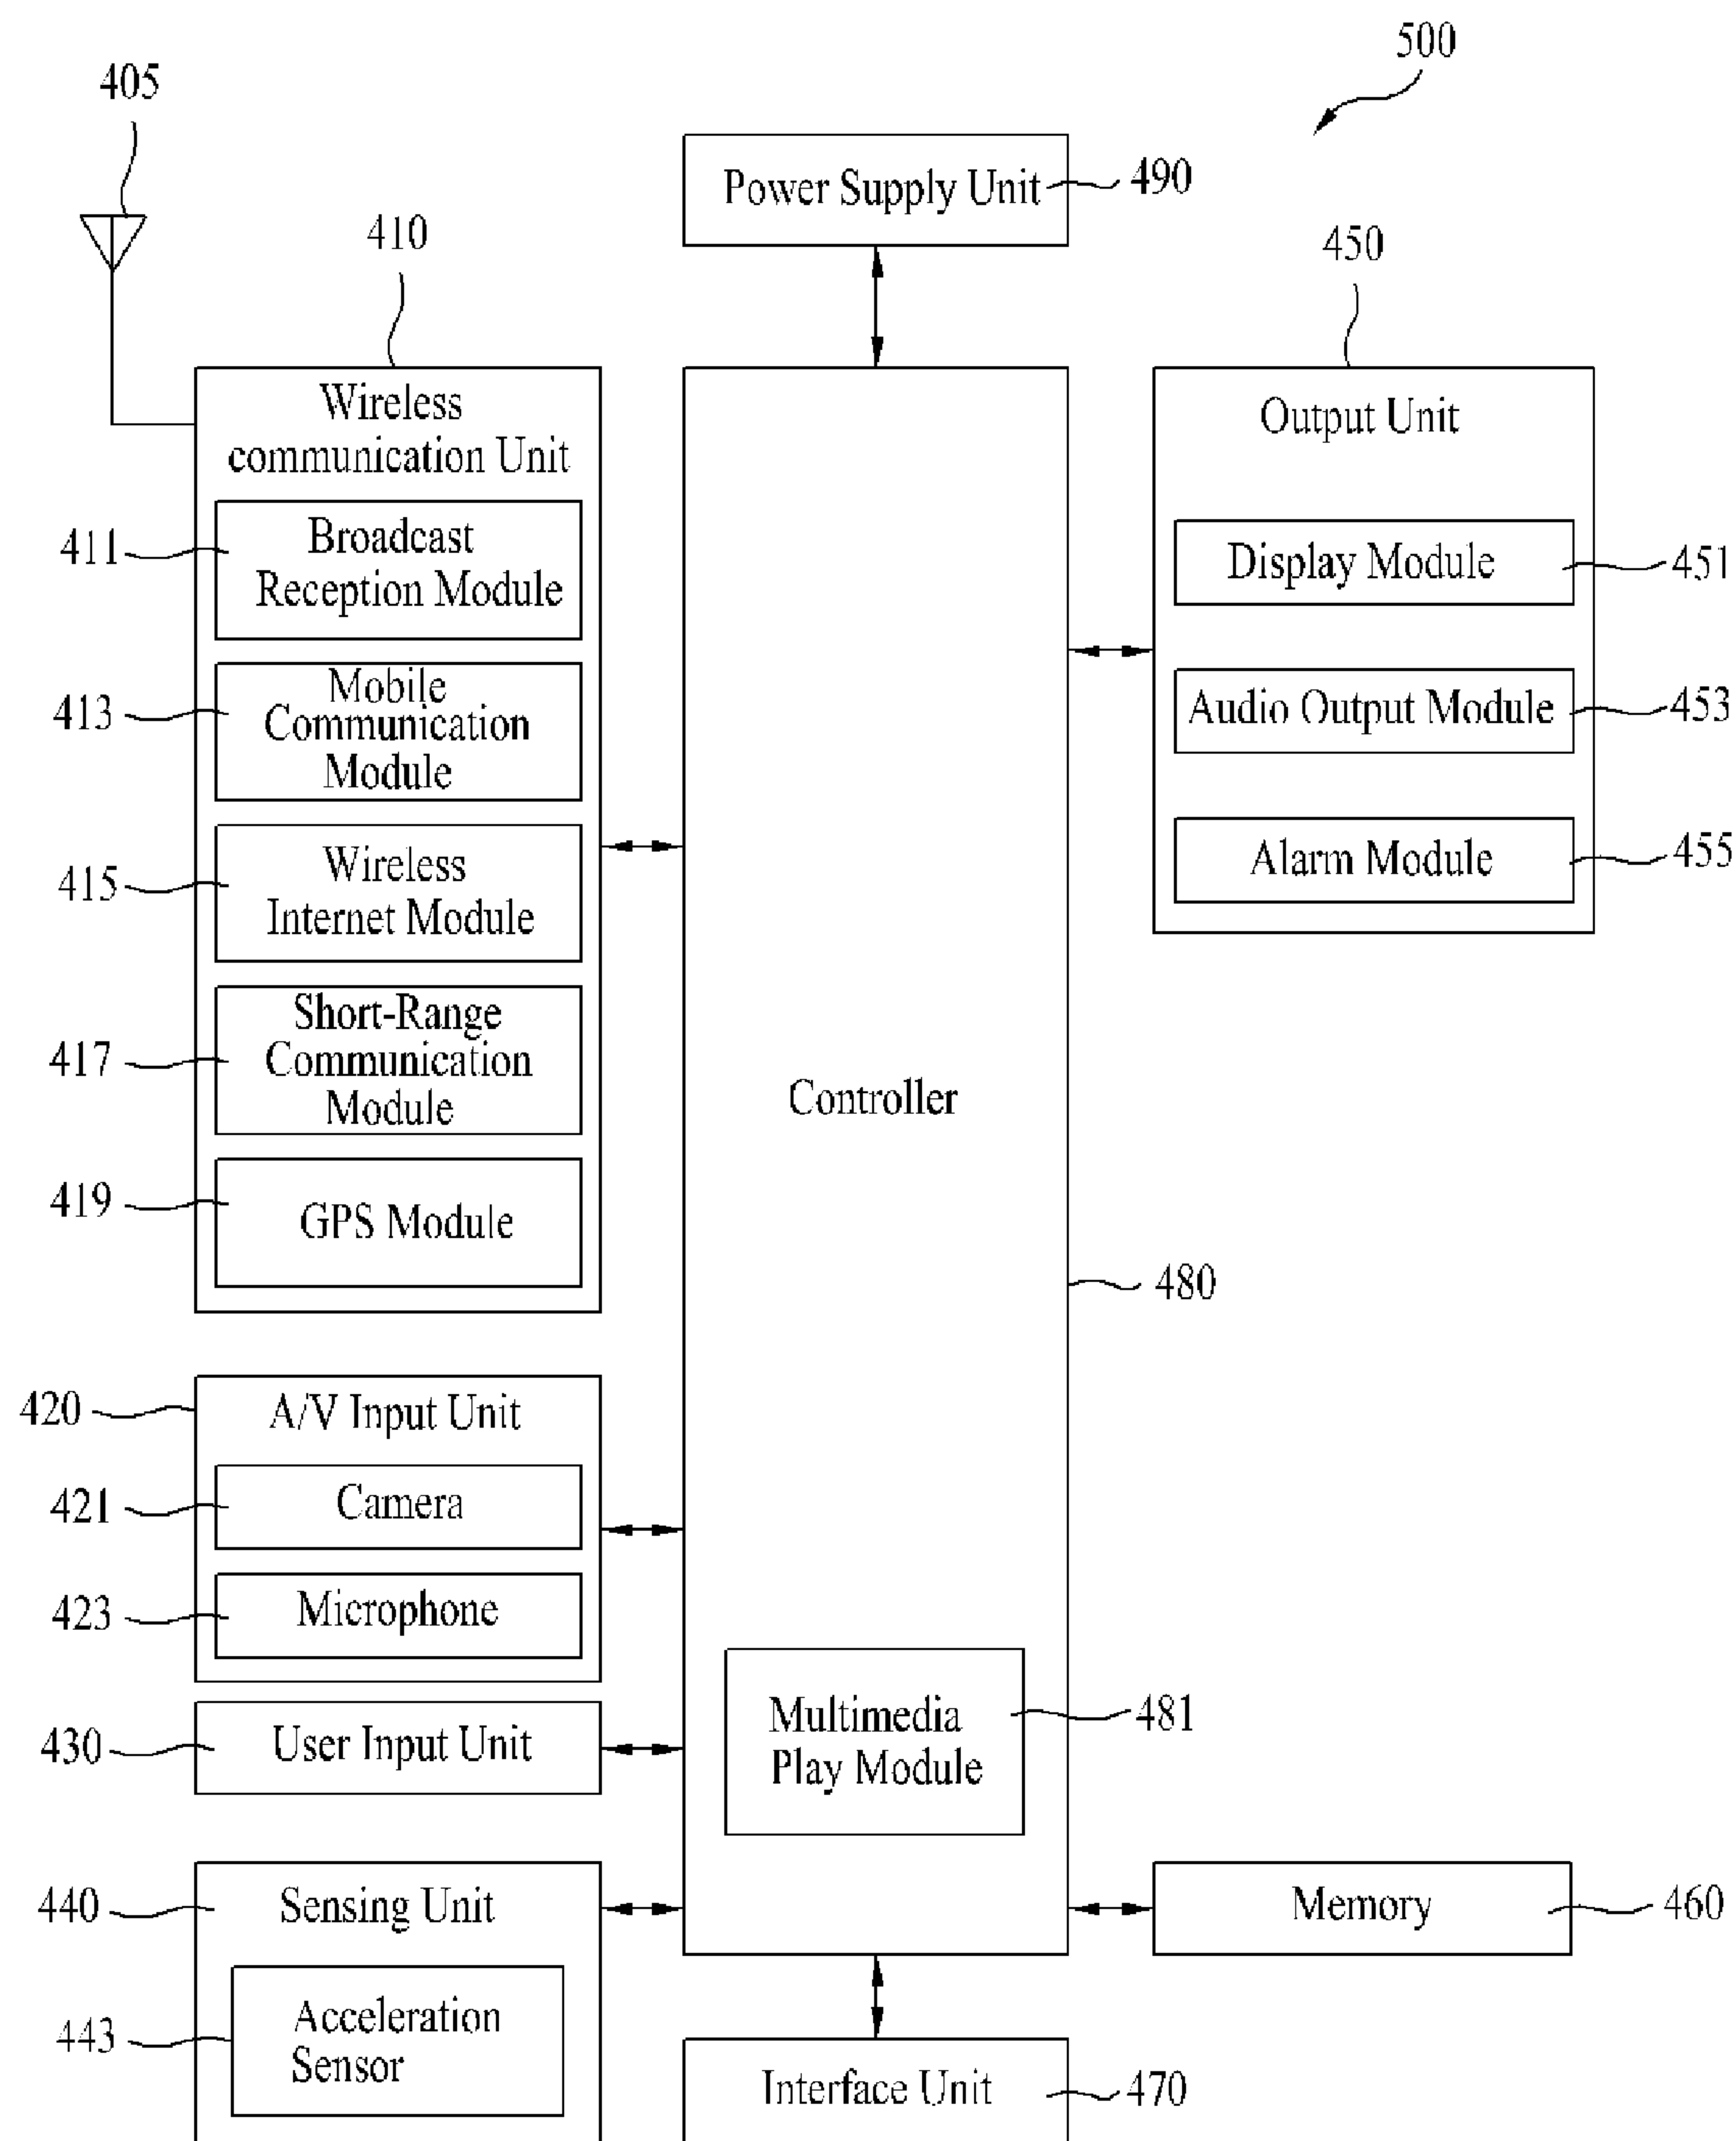 500
405
Power Supply Unit
490
410
450
Wireless
communication Unit
Output Unit
411
Broadcast
Reception Module
Display Module
451
413
Mobile
Communication
Module
Audio Output Module
453
415
Wireless
Internet Module
Alarm Module
455
417
Short-Range
Communication
Module
Controller
419
GPS Module
480
420
A/V Input Unit
421
Camera
423
Microphone
Multimedia
Play Module
481
430
User Input Unit
440
Sensing Unit
Memory
460
443
Acceleration
Sensor
Interface Unit
470